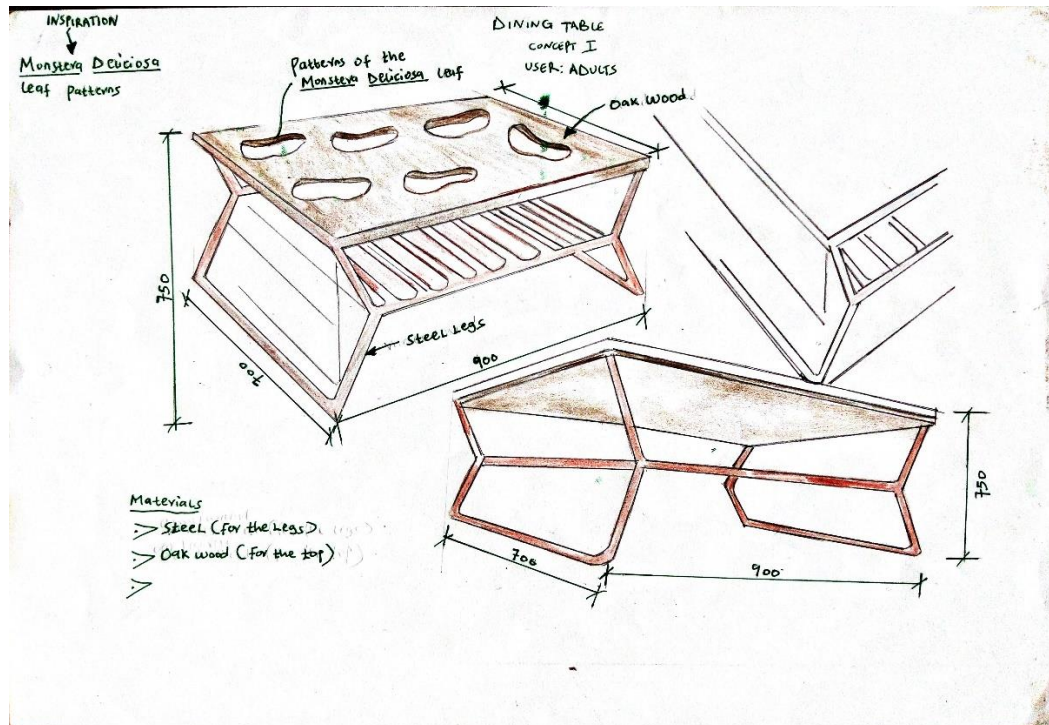 INSPIRATION
Monstera Deliciosa
Leaf patterns
Patterns of the
Monstera Deliciosa Leaf
DINING TABLE
CONCEPT I
USER: ADULTS
Oak wood
750
700
Steel Legs
900
750
700
900
Materials
Steel (for the Legs)
Oak wood (for the top)